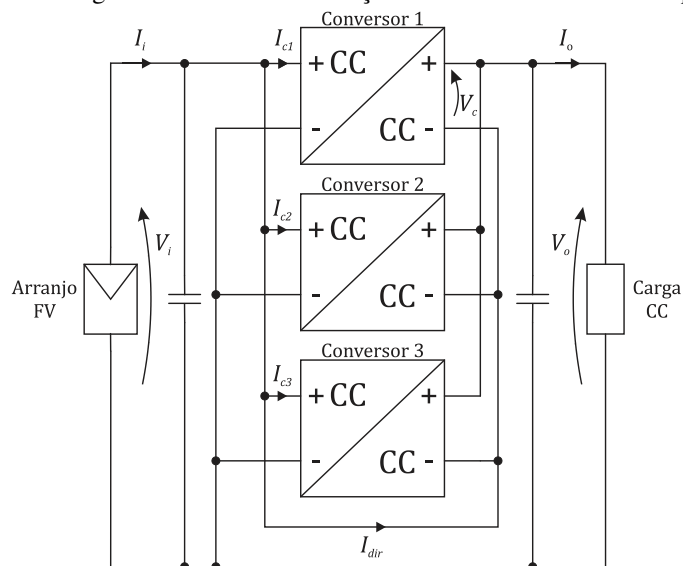 Conversor 1
I_i
I_c1
I_o
+ CC
+
V_c
-
CC -
Conversor 2
I_c2
+ CC
+
V_i
V_o
Arranjo
FV
-
CC -
Carga
CC
Conversor 3
I_c3
+ CC
+
-
CC -
I_dir